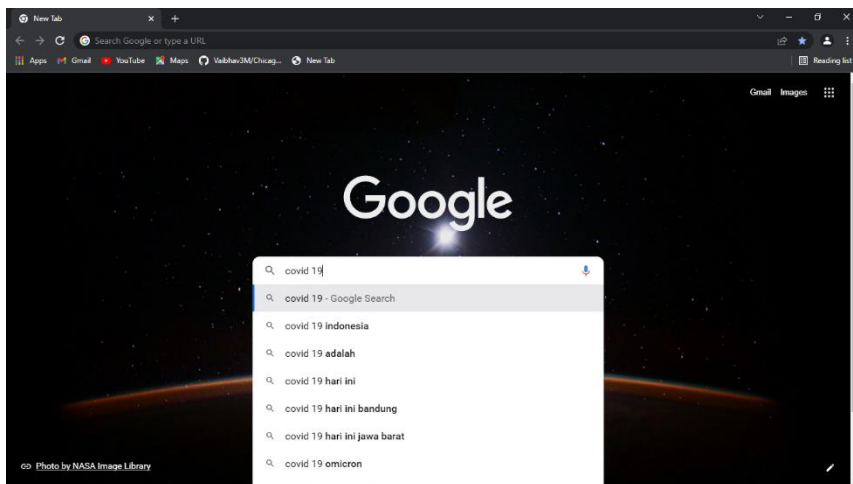 New Tab
Search Google or type a URL
Apps Gmail YouTube Maps Vaibhav3M/Chicag... New Tab Reading list
Gmail Images
Google
covid 19
covid 19 - Google Search
covid 19 indonesia
covid 19 adalah
covid 19 hari ini
covid 19 hari ini bandung
covid 19 hari ini jawa barat
covid 19 omicron
Photo by NASA Image Library